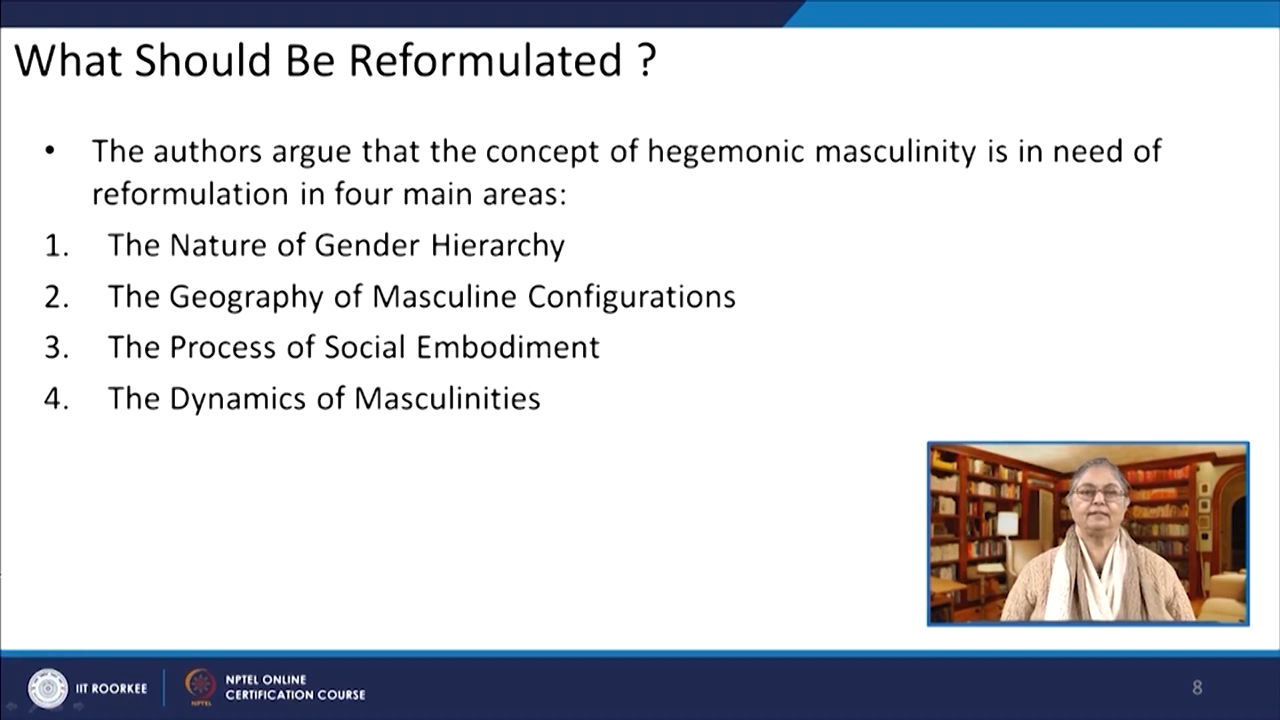 What Should Be Reformulated ?
• The authors argue that the concept of hegemonic masculinity is in need of
reformulation in four main areas:
1. The Nature of Gender Hierarchy
2. The Geography of Masculine Configurations
3. The Process of Social Embodiment
4. The Dynamics of Masculinities
IIT ROORKEE
NPTEL
NPTEL ONLINE
CERTIFICATION COURSE
8